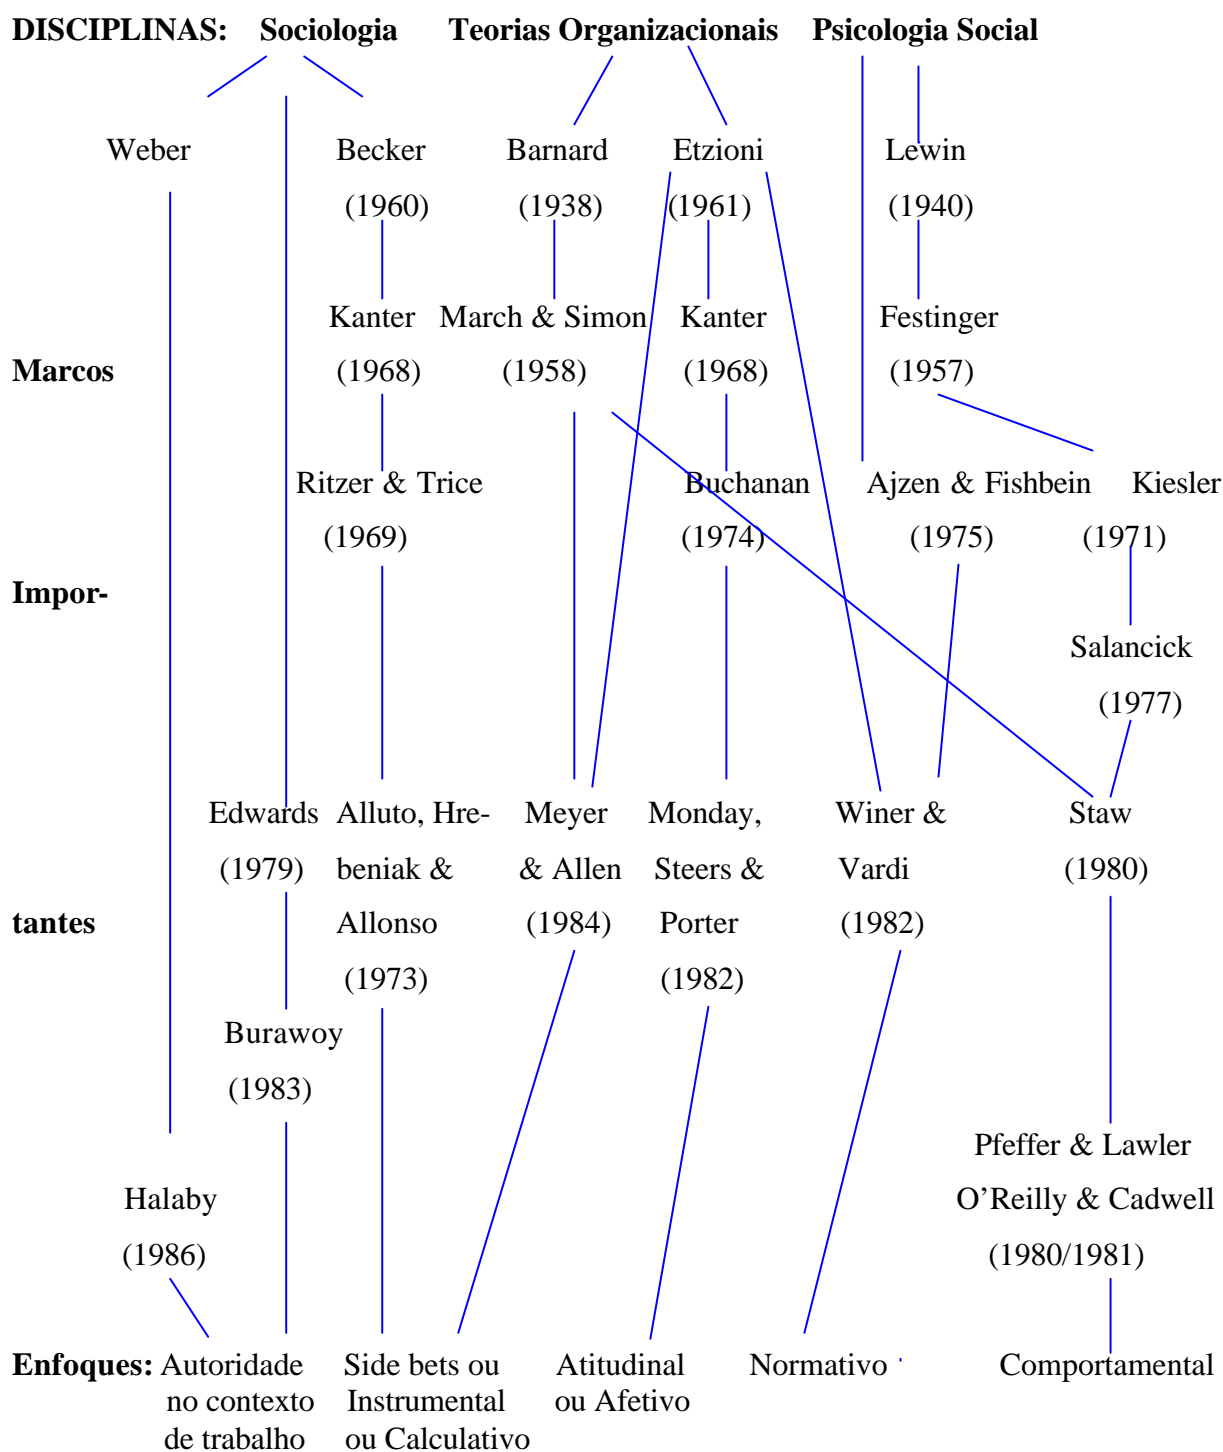 DISCIPLINAS: Sociologia Teorias Organizacionais Psicologia Social
Weber Becker Barnard Etzioni Lewin
(1960) (1938) (1961) (1940)
Kanter March & Simon Kanter Festinger
Marcos (1968) (1958) (1968) (1957)
Ritzer & Trice Buchanan Ajzen & Fishbein Kiesler
(1969) (1974) (1975) (1971)
Impor-
Salancick
(1977)
Edwards Alluto, Hre- Meyer Monday, Winer & Staw
(1979) beniak & & Allen Steers & Vardi (1980)
tantes Allonso (1984) Porter (1982)
(1973) (1982)
Burawoy
(1983)
Pfeffer & Lawler
Halaby O’Reilly & Cadwell
(1986) (1980/1981)
Enfoques: Autoridade Side bets ou Atitudinal Normativo Comportamental
no contexto Instrumental ou Afetivo
de trabalho ou Calculativo